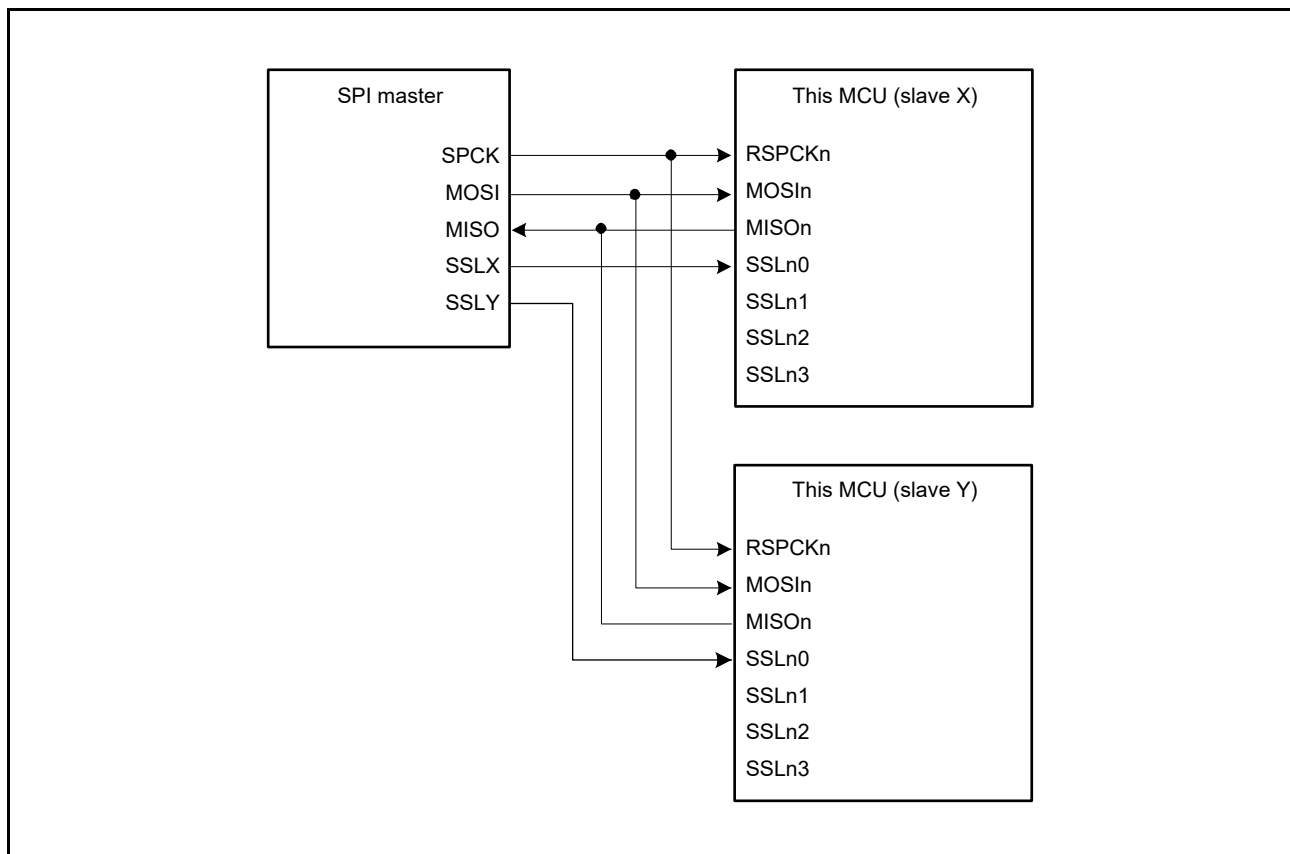 SPI master
SPCK
MOSI
MISO
SSLX
SSLY
This MCU (slave X)
RSPCKn
MOSIn
MISOn
SSLn0
SSLn1
SSLn2
SSLn3
This MCU (slave Y)
RSPCKn
MOSIn
MISOn
SSLn0
SSLn1
SSLn2
SSLn3